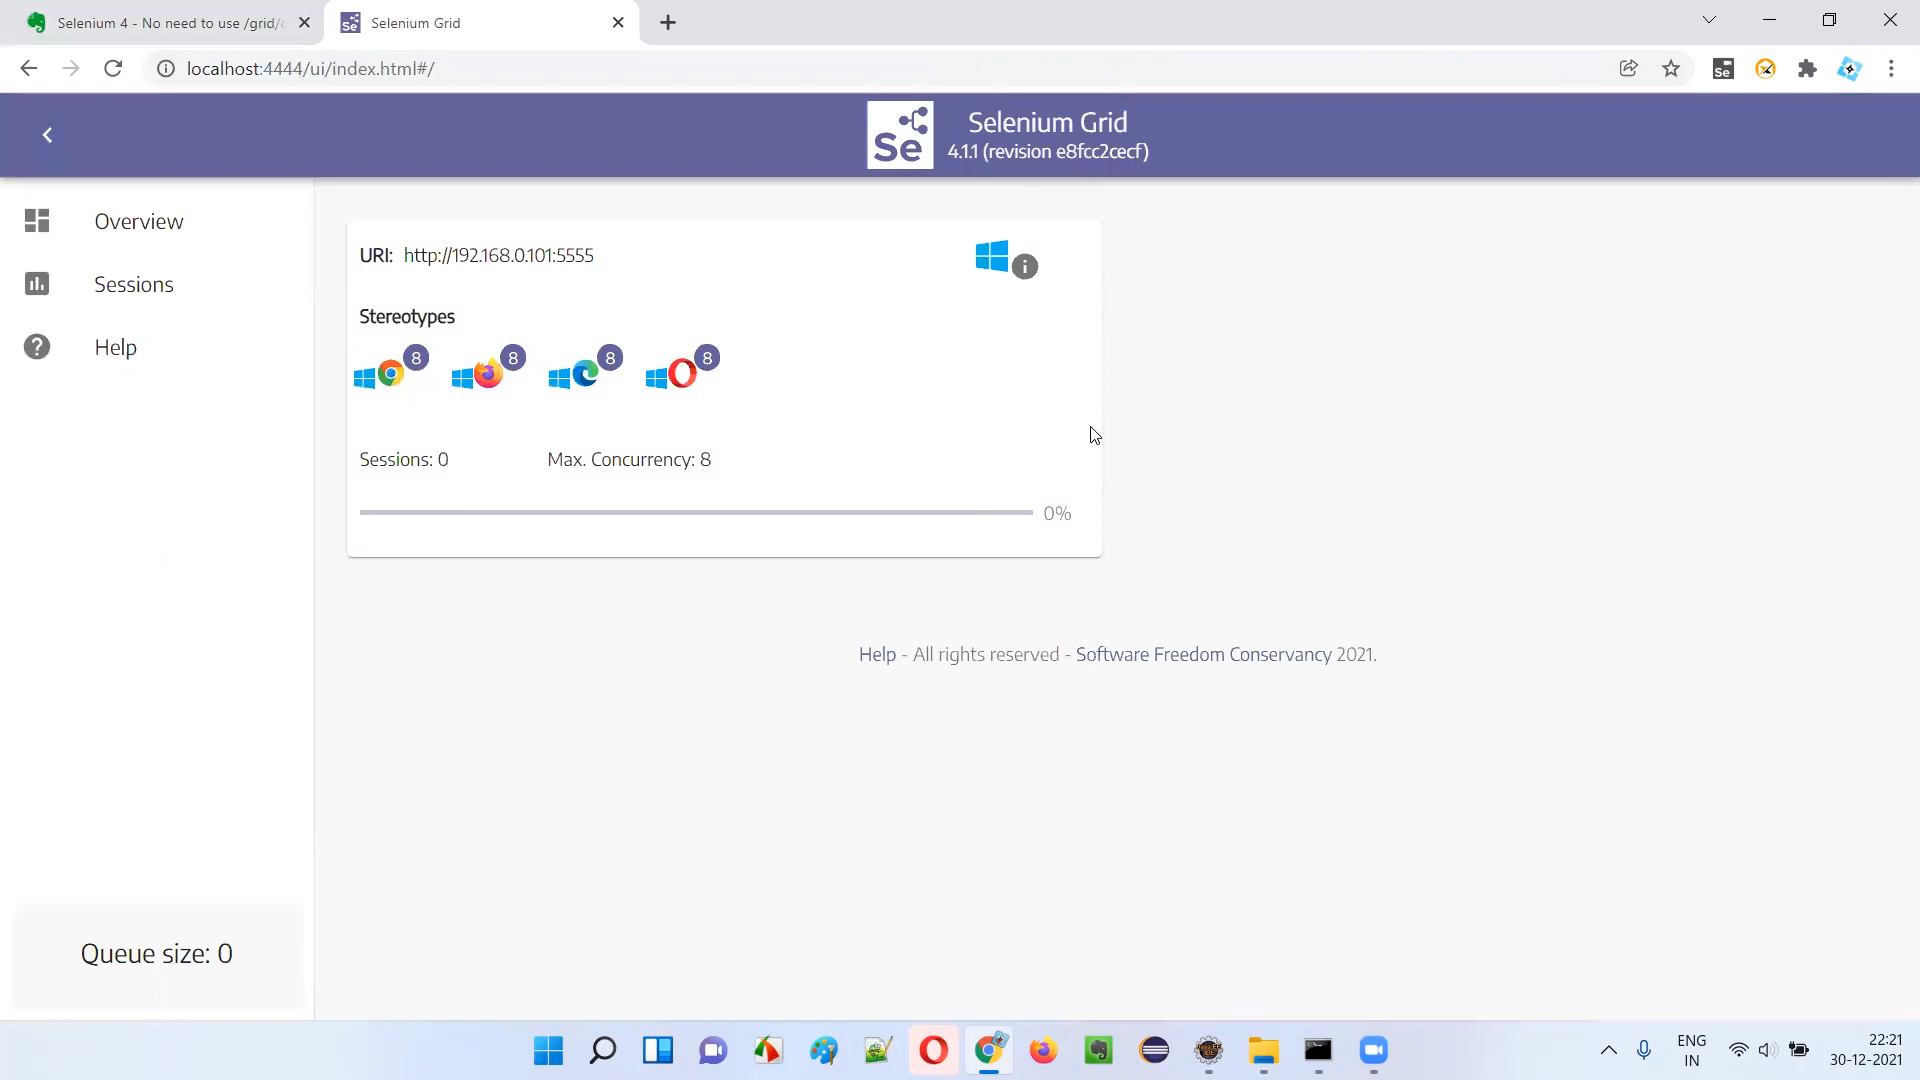 Selenium 4 - No need to use /grid/c
Selenium Grid
localhost:4444/ui/index.html#/
Se
Se
Selenium Grid
4.1.1 (revision e8fcc2cecf)
Overview
Sessions
Help
URI: http://192.168.0.101:5555
Stereotypes
8
8
8
8
Sessions: 0
Max. Concurrency: 8
0%
Help - All rights reserved - Software Freedom Conservancy 2021.
Queue size: 0
ENG
IN
22:21
30-12-2021